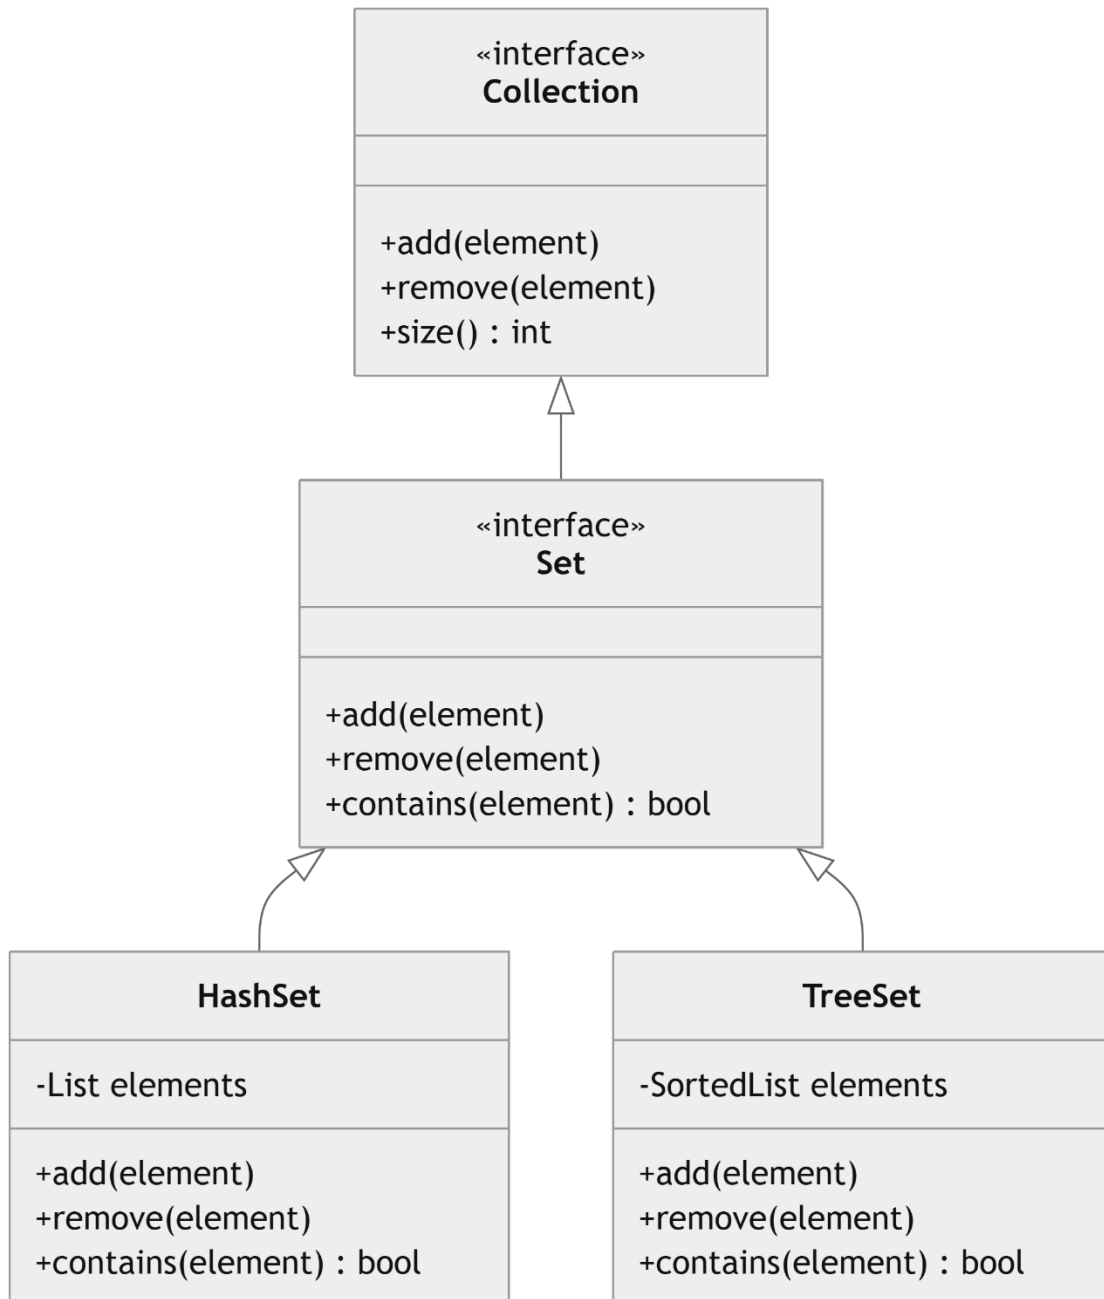 «interface»
Collection
+add(element)
+remove(element)
+size() : int
«interface»
Set
+add(element)
+remove(element)
+contains(element) : bool
HashSet
-List elements
+add(element)
+remove(element)
+contains(element) : bool
TreeSet
-SortedList elements
+add(element)
+remove(element)
+contains(element) : bool